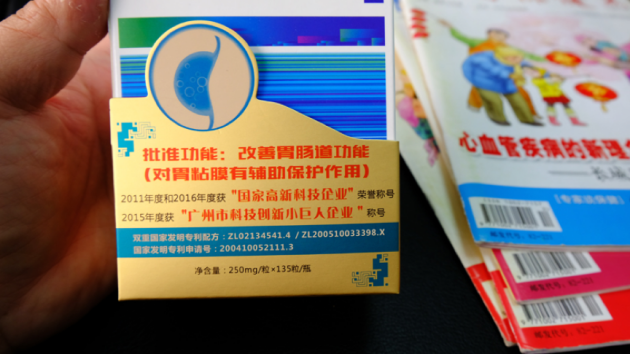 批准功能：改善胃肠道功能
（对胃粘膜有辅助保护作用）
2011年度和2016年度获“国家高新科技企业”荣誉称号
2015年度获“广州市科技创新小巨人企业”称号
双重国家发明专利配方：ZL02134541.4 / ZL200510033398.X
国家发明专利申请号：200410052111.3
净含量：250mg/粒×135粒/瓶
心血管疾病的新理